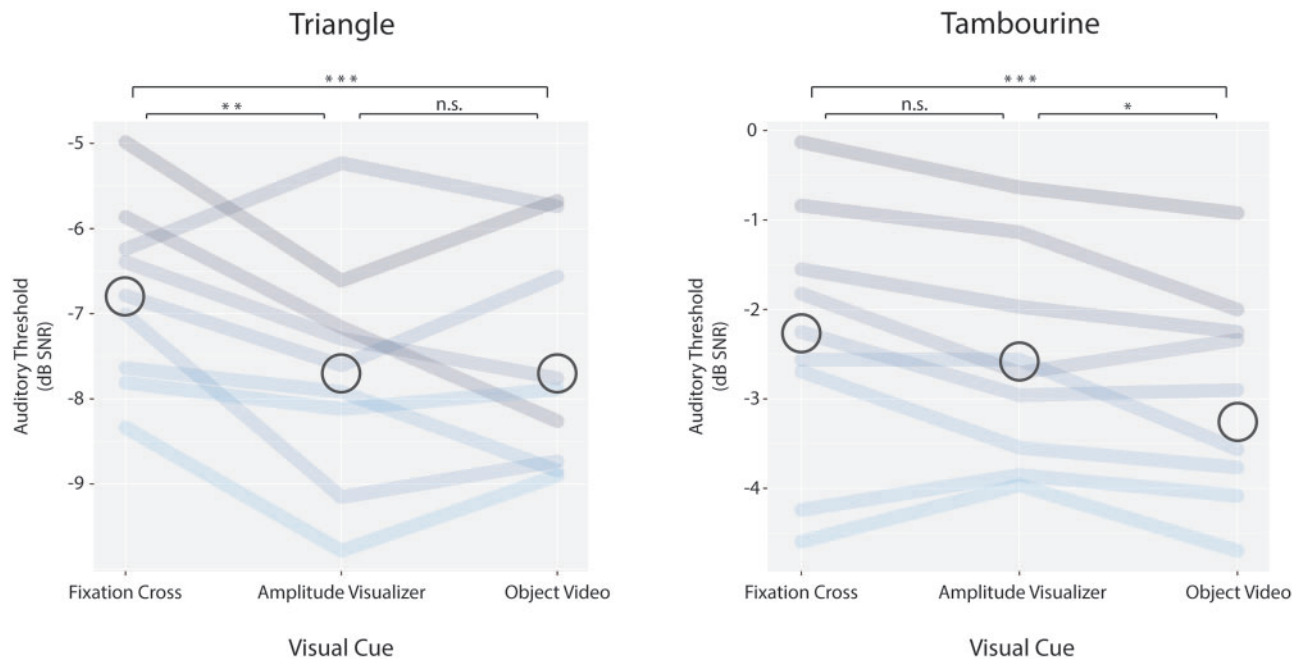 Triangle
***
**
n.s.
-5
-6
-7
-8
-9
Auditory Threshold
(dB SNR)
Fixation Cross
Amplitude Visualizer
Object Video
Visual Cue
Tambourine
***
n.s.
*
0
-1
-2
-3
-4
Auditory Threshold
(dB SNR)
Fixation Cross
Amplitude Visualizer
Object Video
Visual Cue